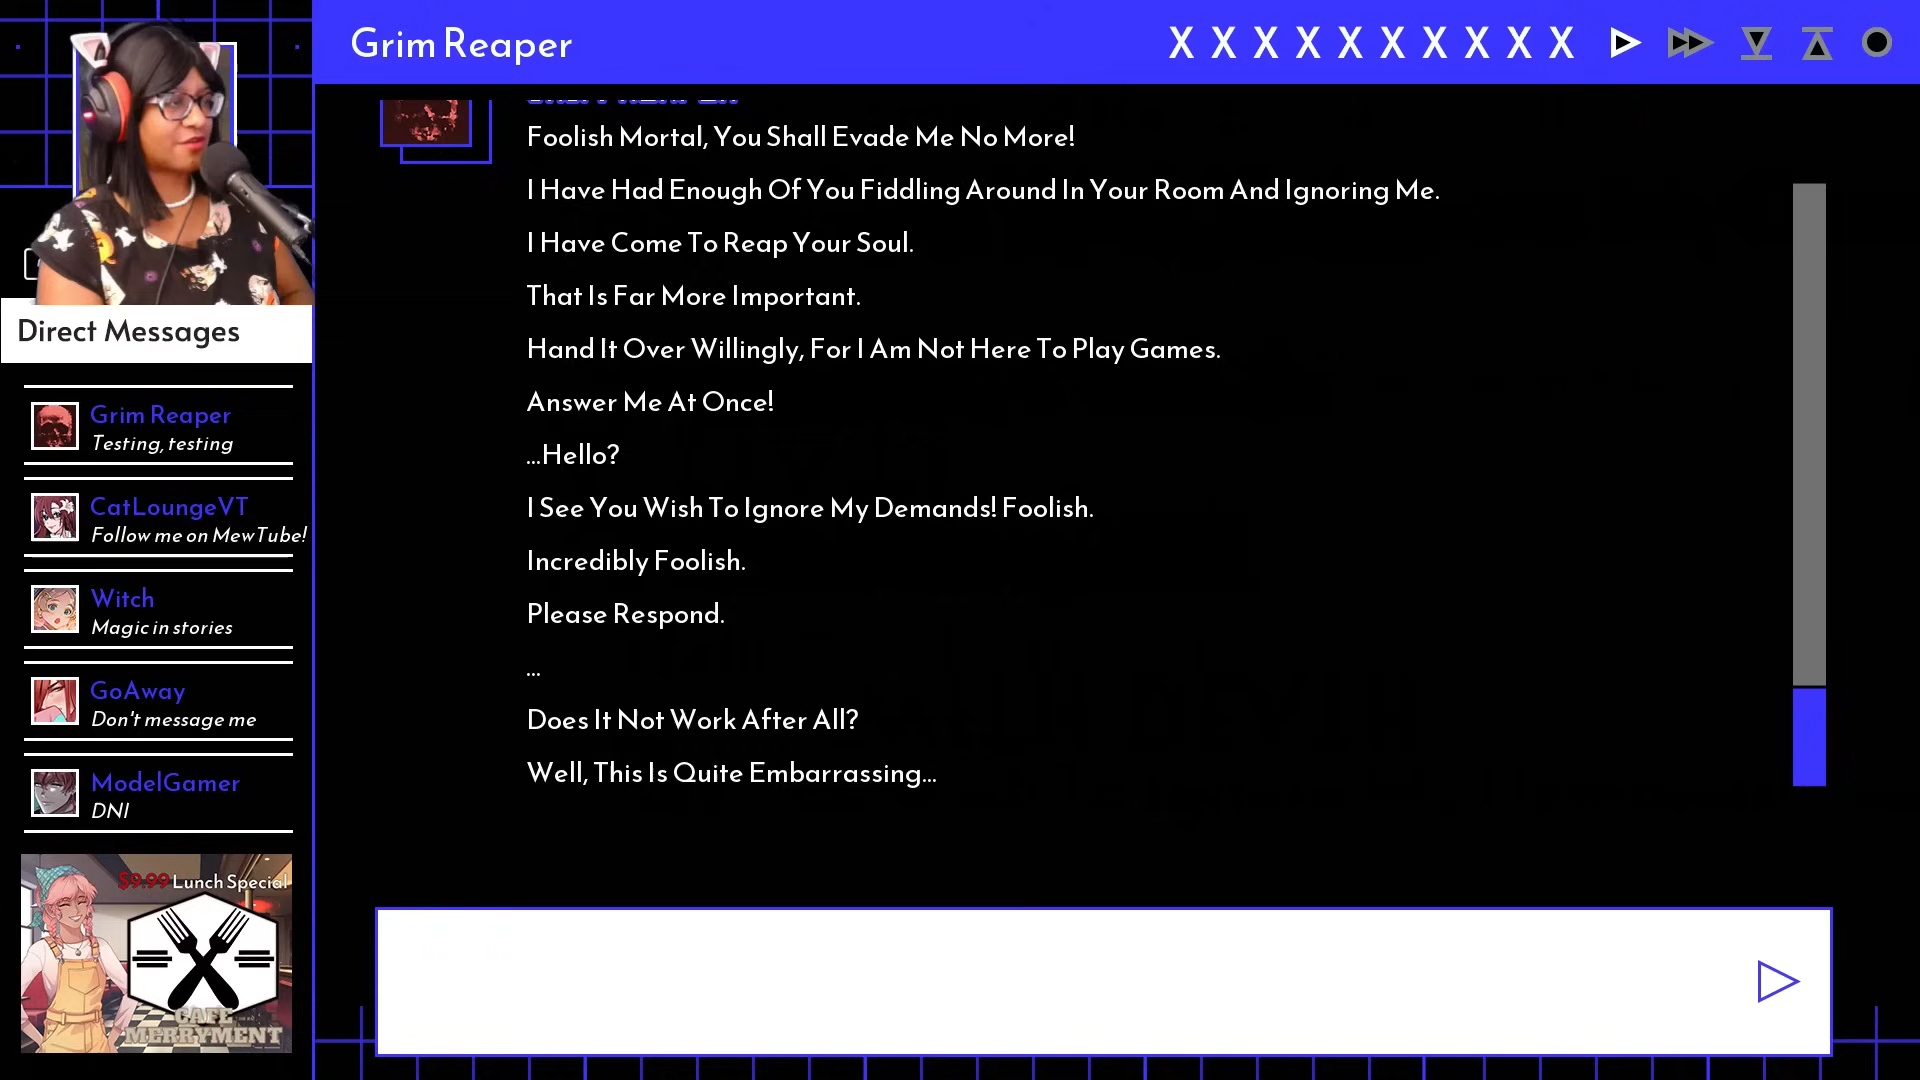 Grim Reaper
X X X X X X X X X X
Foolish Mortal, You Shall Evade Me No More!
I Have Had Enough Of You Fiddling Around In Your Room And Ignoring Me.
I Have Come To Reap Your Soul.
That Is Far More Important.
Hand It Over Willingly, For I Am Not Here To Play Games.
Answer Me At Once!
...Hello?
I See You Wish To Ignore My Demands! Foolish.
Incredibly Foolish.
Please Respond.
...
Does It Not Work After All?
Well, This Is Quite Embarrassing...
Direct Messages
Grim Reaper
Testing, testing
CatLoungeVT
Follow me on MewTube!
Witch
Magic in stories
GoAway
Don't message me
ModelGamer
DNI
$9.99 Lunch Special
CAFE
MERRYMENT